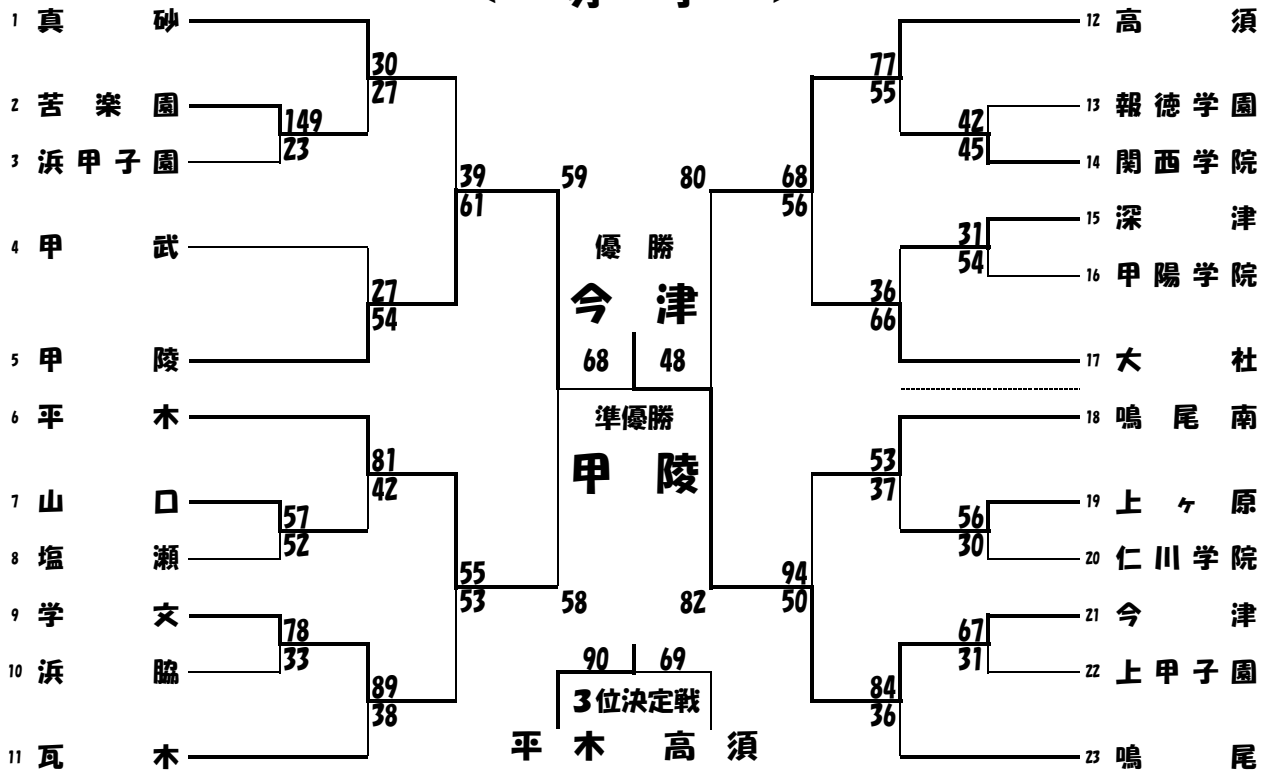 1 真砂
2 苦楽園
3 浜甲子園
4 甲武
5 甲陵
6 平木
7 山口
8 塩瀬
9 学文
10 浜脇
11 瓦木
30
27
149
23
39
61
27
54
81
42
57
52
55
53
78
33
89
38
59
80
優勝
今津
68 48
準優勝
甲陵
58
82
90 69
3位決定戦
平木 高須
77
55
42
45
68
56
31
54
36
66
53
37
56
30
94
50
67
31
84
36
12 高須
13 報徳学園
14 関西学院
15 深津
16 甲陽学院
17 大社
18 鳴尾南
19 上ヶ原
20 仁川学院
21 今津
22 上甲子園
23 鳴尾